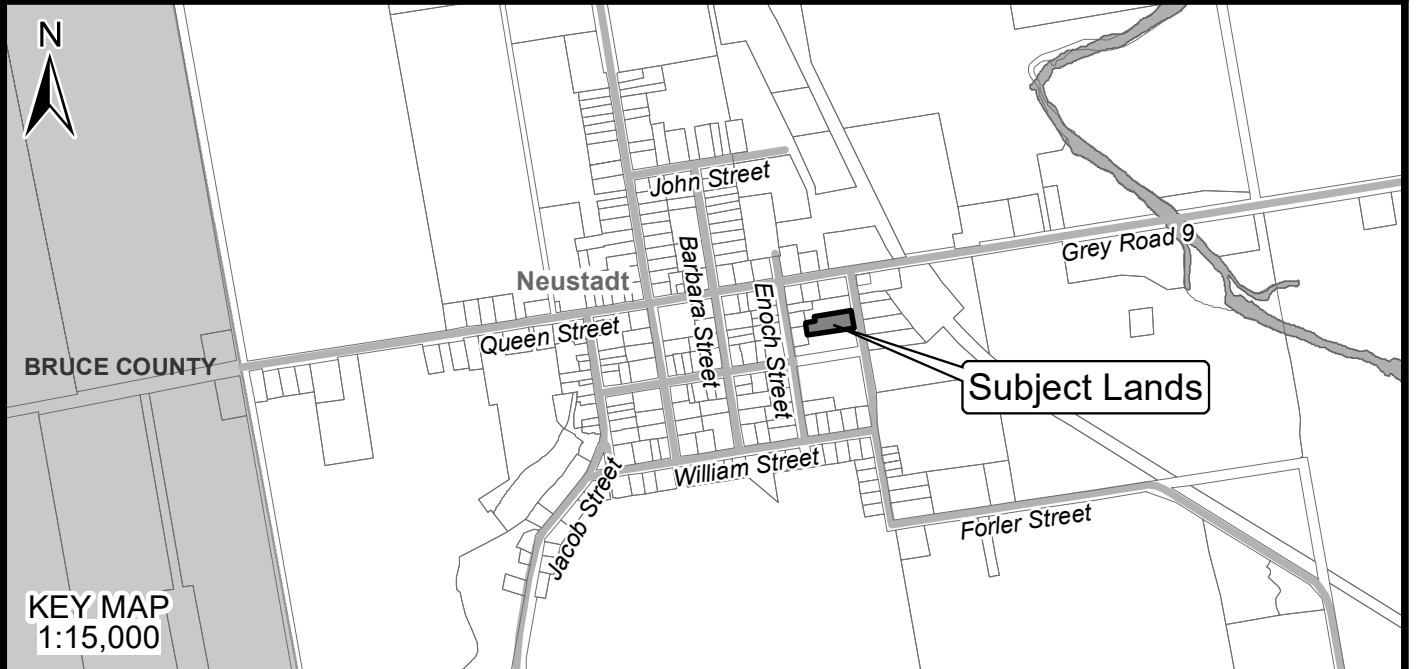 N
John Street
Grey Road 9
Barbara Street
Neustadt
Enoch Street
Queen Street
BRUCE COUNTY
Subject Lands
William Street
Jacob Street
Forler Street
KEY MAP
1:15,000